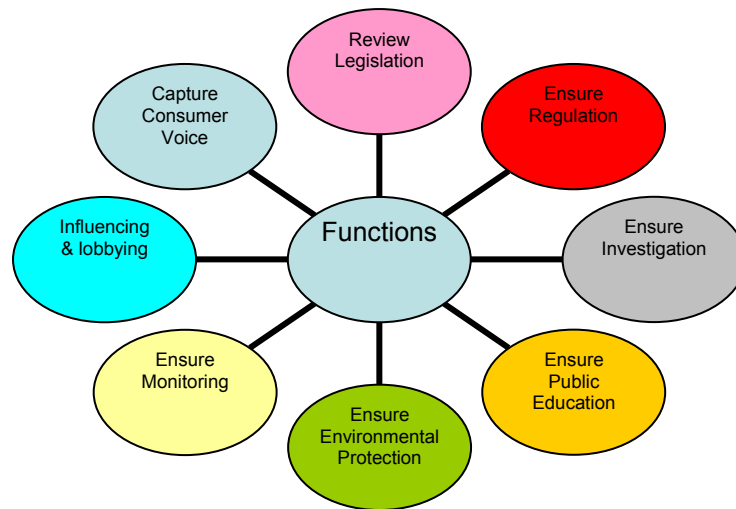 Review
Legislation
Capture
Consumer
Voice
Ensure
Regulation
Functions
Influencing
& lobbying
Ensure
Investigation
Ensure
Monitoring
Ensure
Public
Education
Ensure
Environmental
Protection